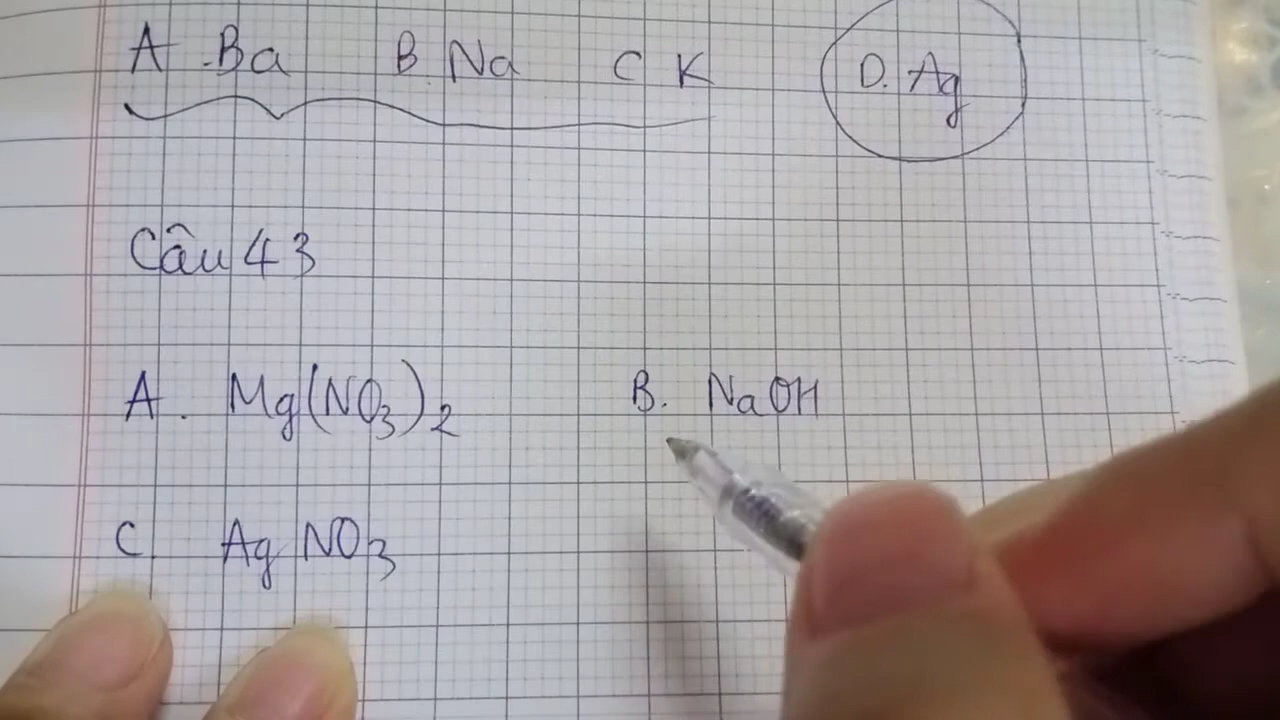 A. Ba B. Na C K D. Ag
Câu 43
A. Mg(NO₃)₂ B. NaOH
C AgNO₃